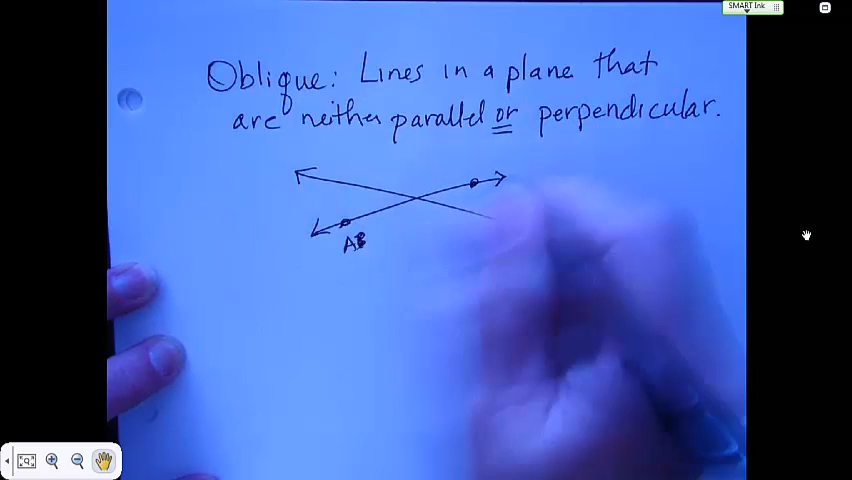 SMART Ink
Oblique: Lines in a plane that
are neither parallel or perpendicular.
AB